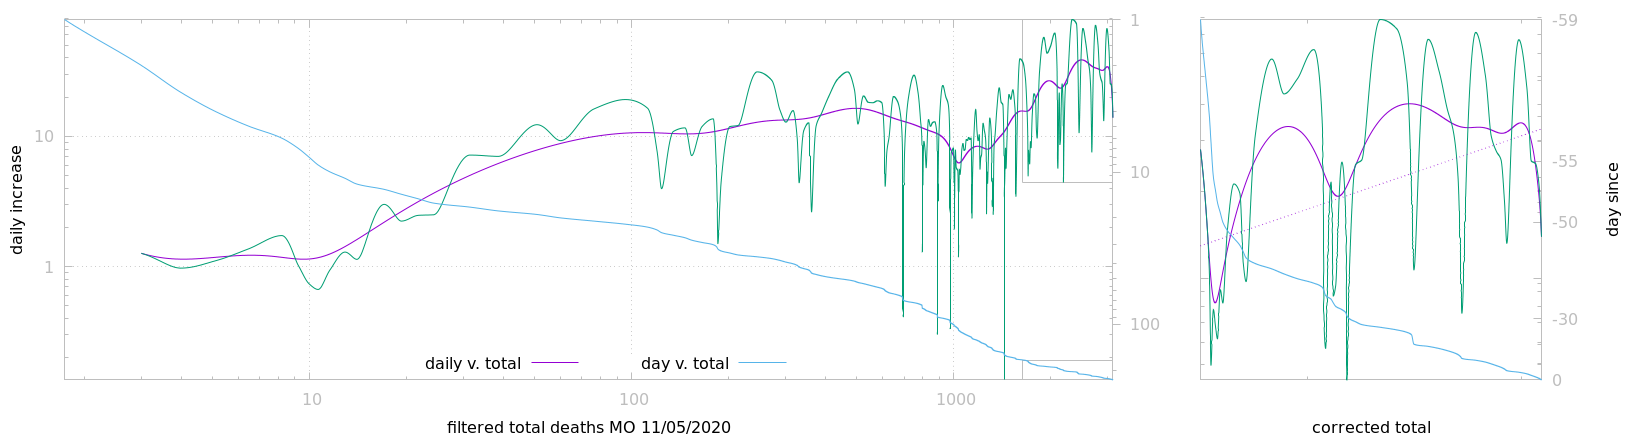 daily increase
10
1
daily v. total
day v. total
10
100
1000
filtered total deaths MO 11/05/2020
1
10
100
-59
-55
-50
-30
0
day since
corrected total